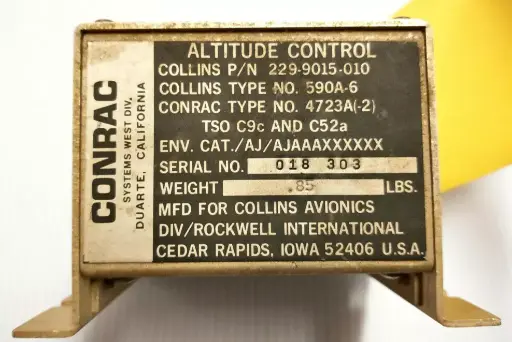 CONRAC
SYSTEMS WEST DIV.
DUARTE, CALIFORNIA
ALTITUDE CONTROL
COLLINS P/N 229-9015-010
COLLINS TYPE NO. 590A-6
CONRAC TYPE NO. 4723A(-2)
TSO C9c AND C52a
ENV. CAT./AJ/AJAAAXXXXXX
SERIAL NO. 018 303
WEIGHT .85 LBS.
MFD FOR COLLINS AVIONICS
DIV/ROCKWELL INTERNATIONAL
CEDAR RAPIDS, IOWA 52406 U.S.A.